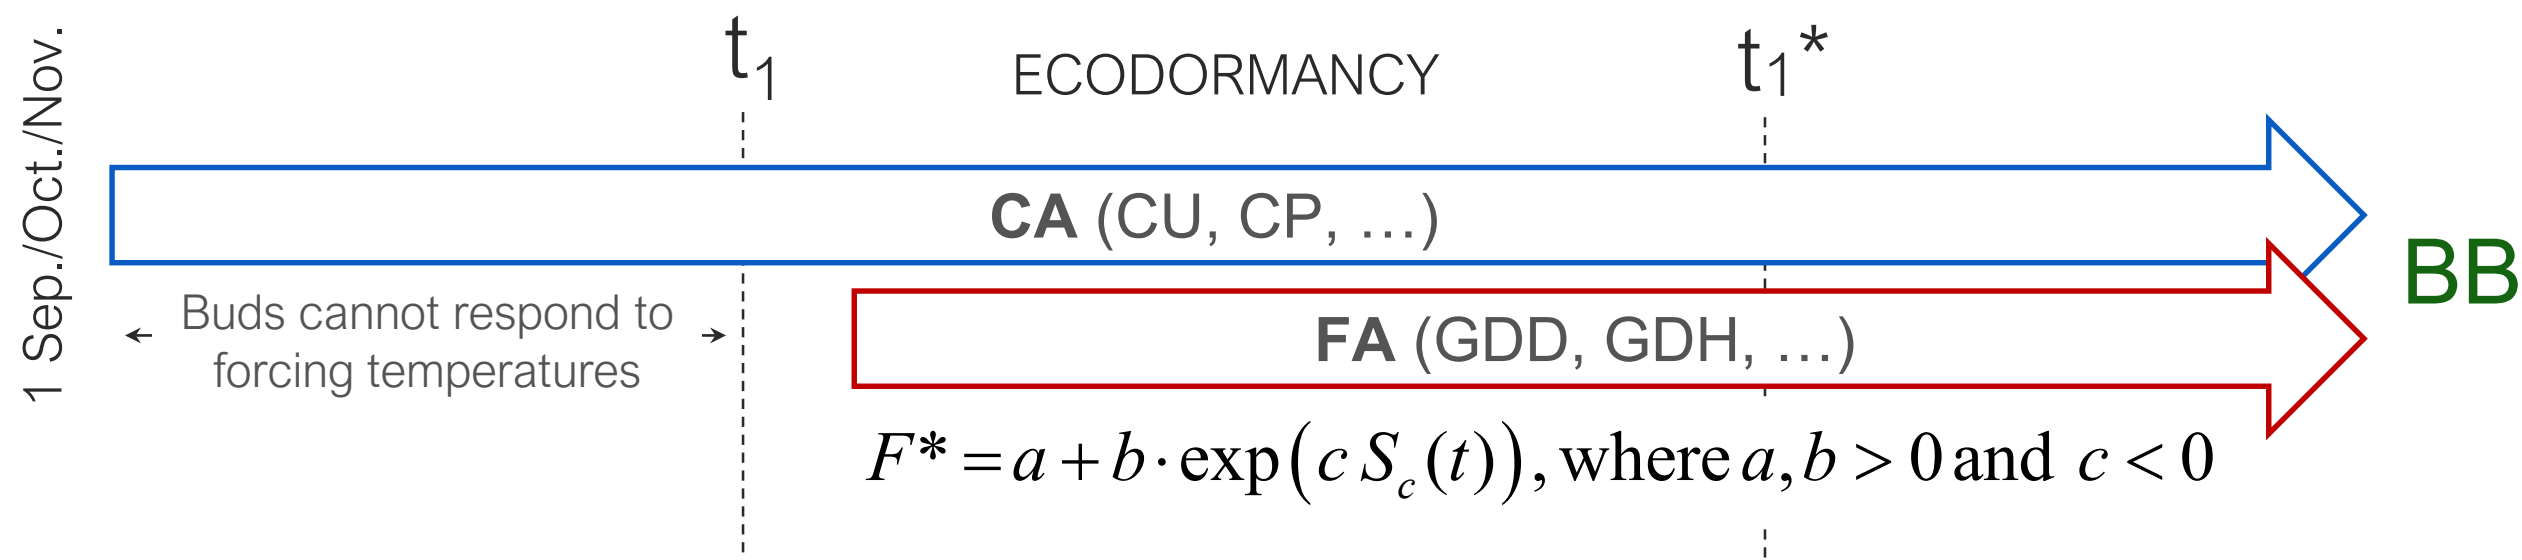 1 Sep./Oct./Nov.
t₁
ECODORMANCY
t₁*
CA (CU, CP, …)
BB
Buds cannot respond to
forcing temperatures
FA (GDD, GDH, …)
F* = a + b · exp(c S_c(t)), where a, b > 0 and c < 0